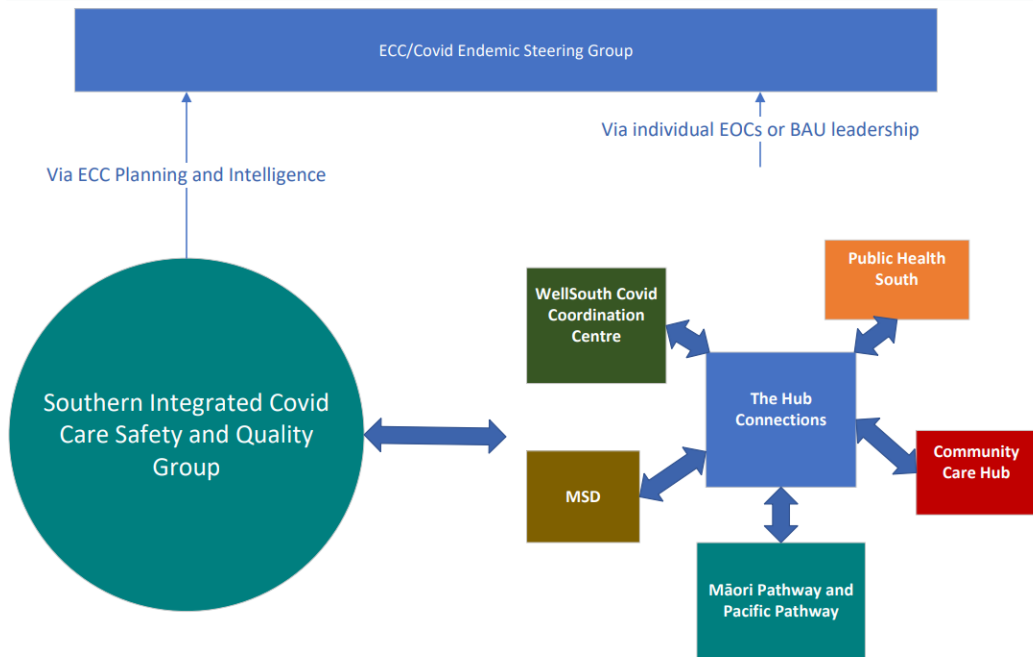 ECC/Covid Endemic Steering Group
Via individual EOCs or BAU leadership
Via ECC Planning and Intelligence
Southern Integrated Covid
Care Safety and Quality
Group
WellSouth Covid
Coordination
Centre
Public Health
South
The Hub
Connections
MSD
Community
Care Hub
Māori Pathway and
Pacific Pathway